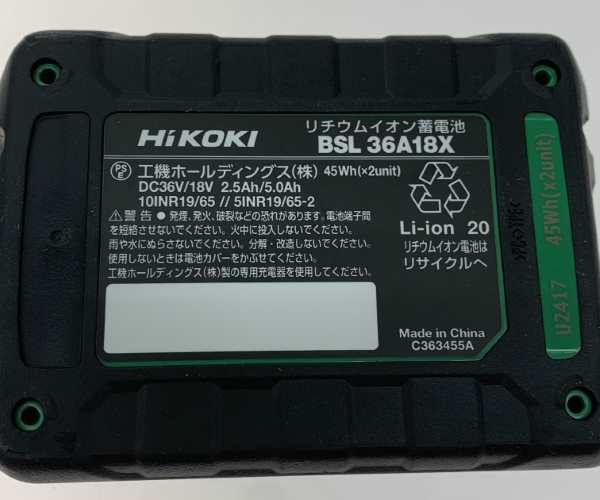 HiKOKI
リチウムイオン蓄電池
BSL 36A18X
PS E
工機ホールディングス(株) 45Wh(×2unit)
DC36V/18V 2.5Ah/5.0Ah
10INR19/65 // 5INR19/65-2
⚠警告 ● 発煙、発火、破裂などの恐れがあります。電池端子間
を短絡させないでください。火中に投入しないでください。
雨や水にぬらさないでください。分解・改造しないでください。
使用しないときは電池カバーをかぶせてください。
工機ホールディングス(株)製の専用充電器を使用してください。
Li-ion 20
リチウムイオン電池は
リサイクルへ
Made in China
C363455A
U2417 45Wh(×2unit)